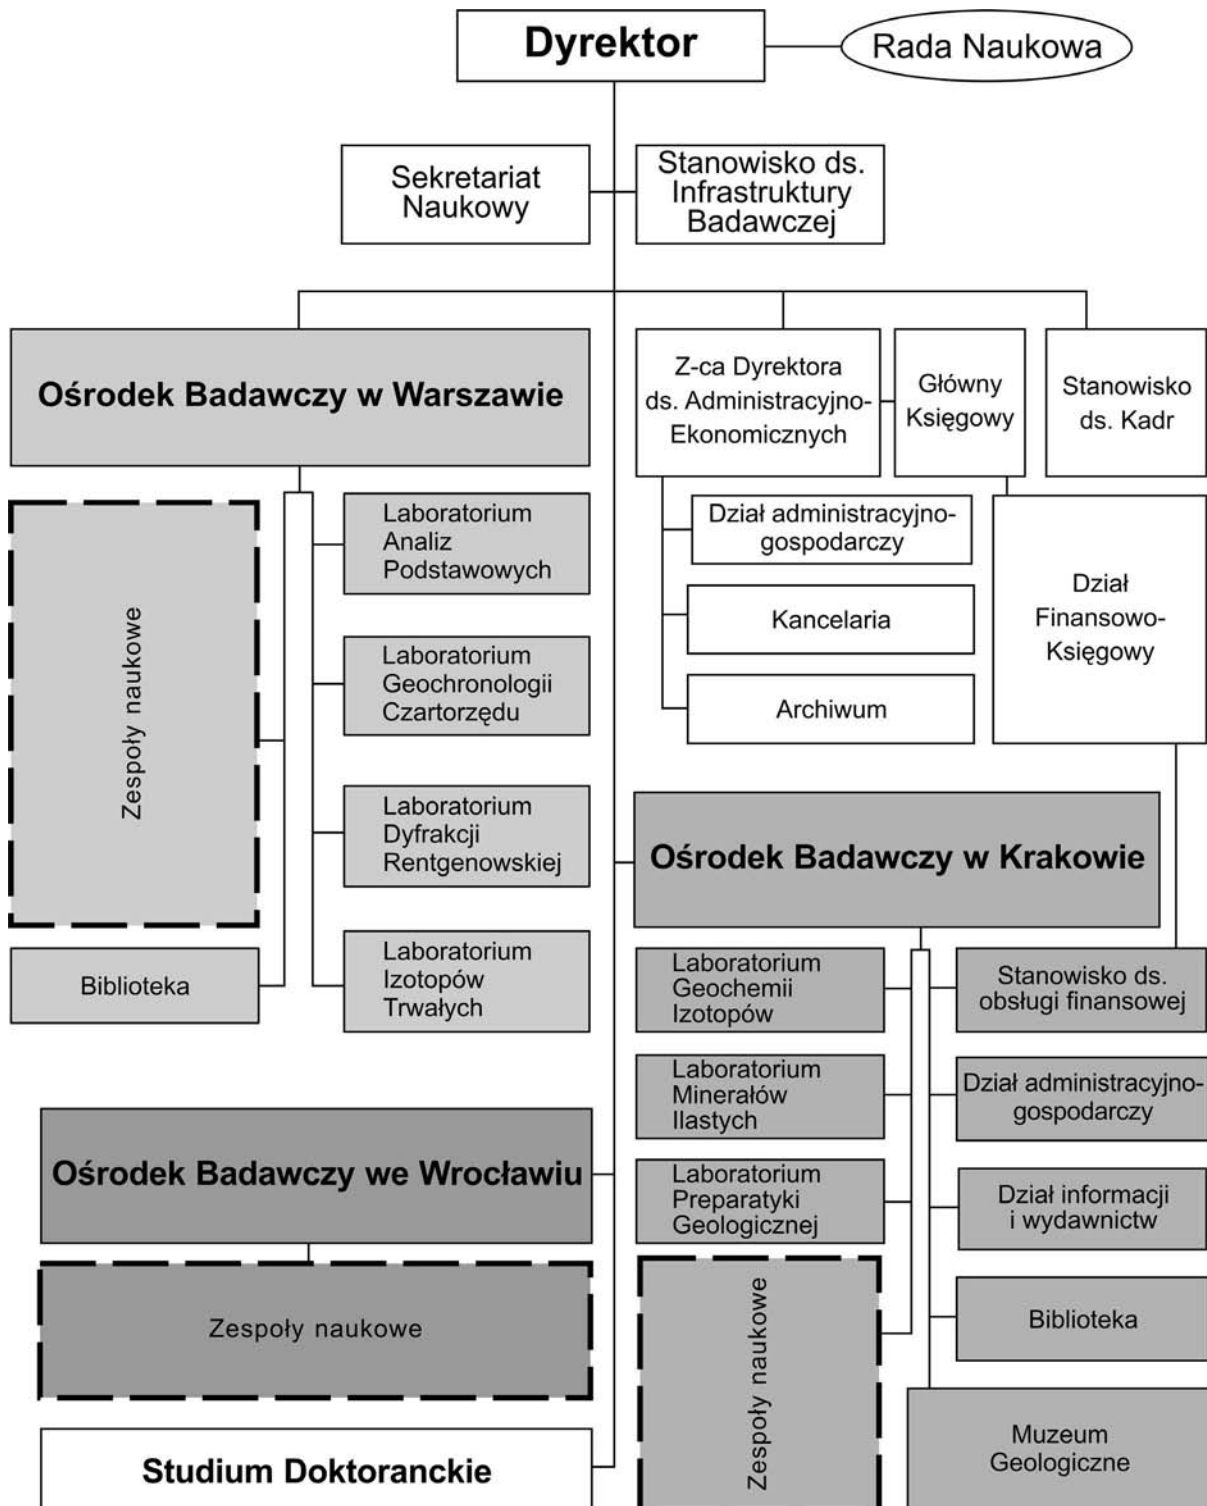 Dyrektor
Rada Naukowa
Sekretariat
Naukowy
Stanowisko ds.
Infrastruktury
Badawczej
Ośrodek Badawczy w Warszawie
Z-ca Dyrektora
ds. Administracyjno-
Ekonomicznych
Główny
Księgowy
Stanowisko
ds. Kadr
Zespoły naukowe
Laboratorium
Analiz
Podstawowych
Laboratorium
Geochronologii
Czartorzędu
Laboratorium
Dyfrakcji
Rentgenowskiej
Laboratorium
Izotopów
Trwałych
Biblioteka
Dział administracyjno-
gospodarczy
Kancelaria
Archiwum
Dział
Finansowo-
Księgowy
Ośrodek Badawczy w Krakowie
Laboratorium
Geochemii
Izotopów
Laboratorium
Minerałów
Ilastych
Laboratorium
Preparatyki
Geologicznej
Zespoły naukowe
Stanowisko ds.
obsługi finansowej
Dział administracyjno-
gospodarczy
Dział informacji
i wydawnictw
Biblioteka
Muzeum
Geologiczne
Ośrodek Badawczy we Wrocławiu
Zespoły naukowe
Studium Doktoranckie